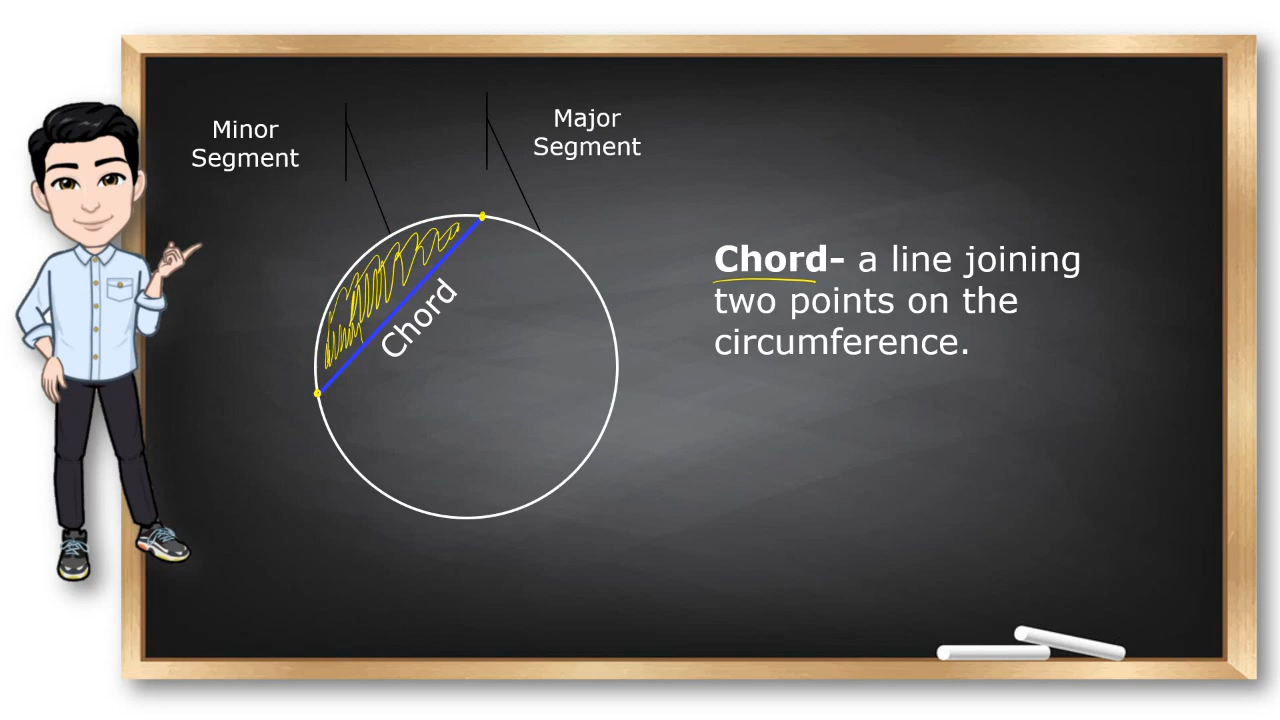 Minor
Segment
Major
Segment
Chord
Chord- a line joining
two points on the
circumference.